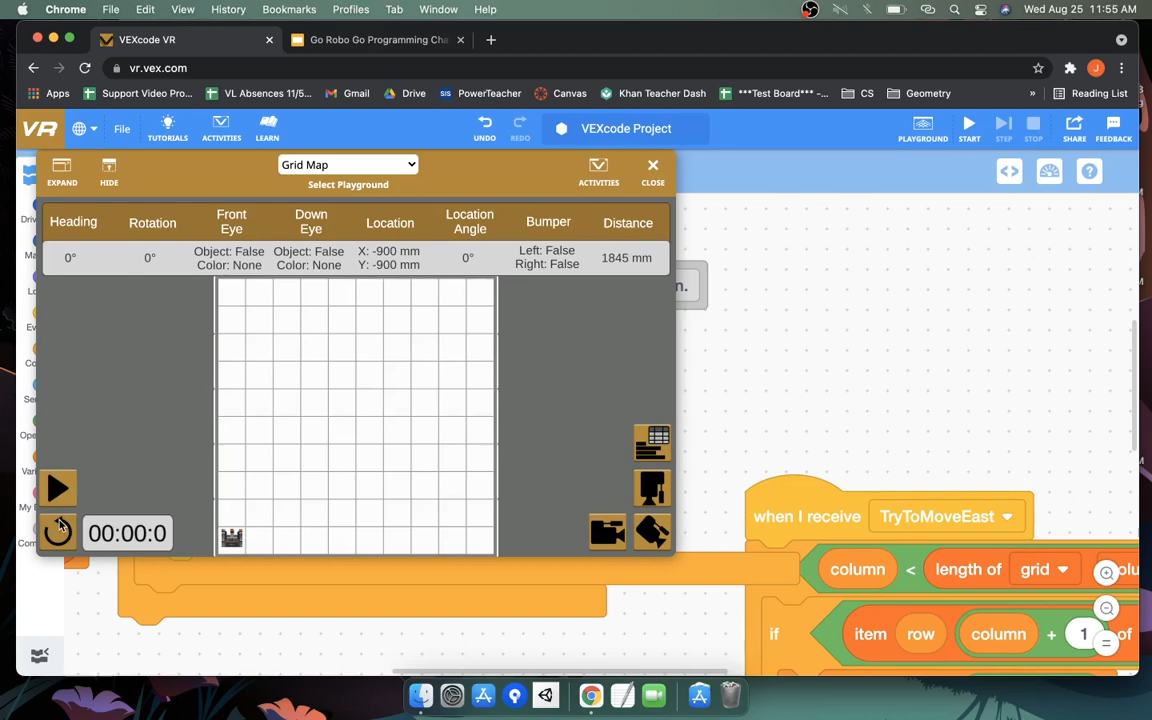 Chrome File Edit View History Bookmarks Profiles Tab Window Help Wed Aug 25 11:55 AM
VEXcode VR Go Robo Go Programming Cha
vr.vex.com J
Apps Support Video Pro... VL Absences 11/5... Gmail Drive SIS PowerTeacher Canvas Khan Teacher Dash ***Test Board*** -... CS Geometry » Reading List
VR File TUTORIALS ACTIVITIES LEARN UNDO REDO VEXcode Project PLAYGROUND START STEP STOP SHARE FEEDBACK
EXPAND HIDE Grid Map ACTIVITIES CLOSE
Select Playground
Heading Rotation Front Eye Down Eye Location Location Angle Bumper Distance
0° 0° Object: False Color: None Object: False Color: None X: -900 mm Y: -900 mm 0° Left: False Right: False 1845 mm
n.
00:00:0
when I receive TryToMoveEast
column < length of grid
if item row column + 1 of